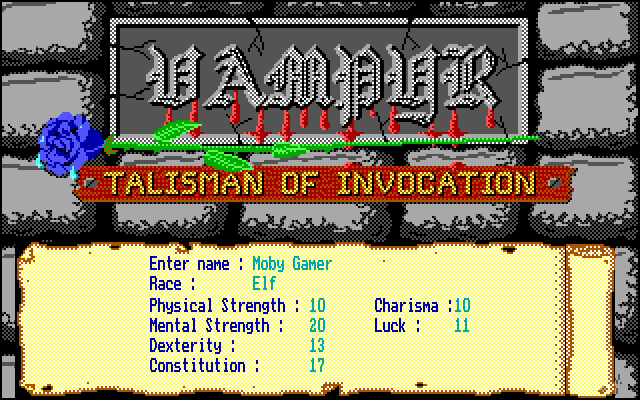 VAMPYR
TALISMAN OF INVOCATION
Enter name : Moby Gamer
Race : Elf
Physical Strength : 10 Charisma :10
Mental Strength : 20 Luck : 11
Dexterity : 13
Constitution : 17